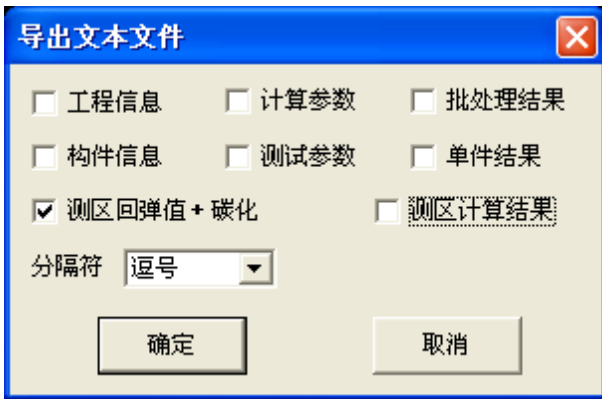 导出文本文件
工程信息 计算参数 批处理结果
构件信息 测试参数 单件结果
测区回弹值+碳化 测区计算结果
分隔符 逗号
确定 取消